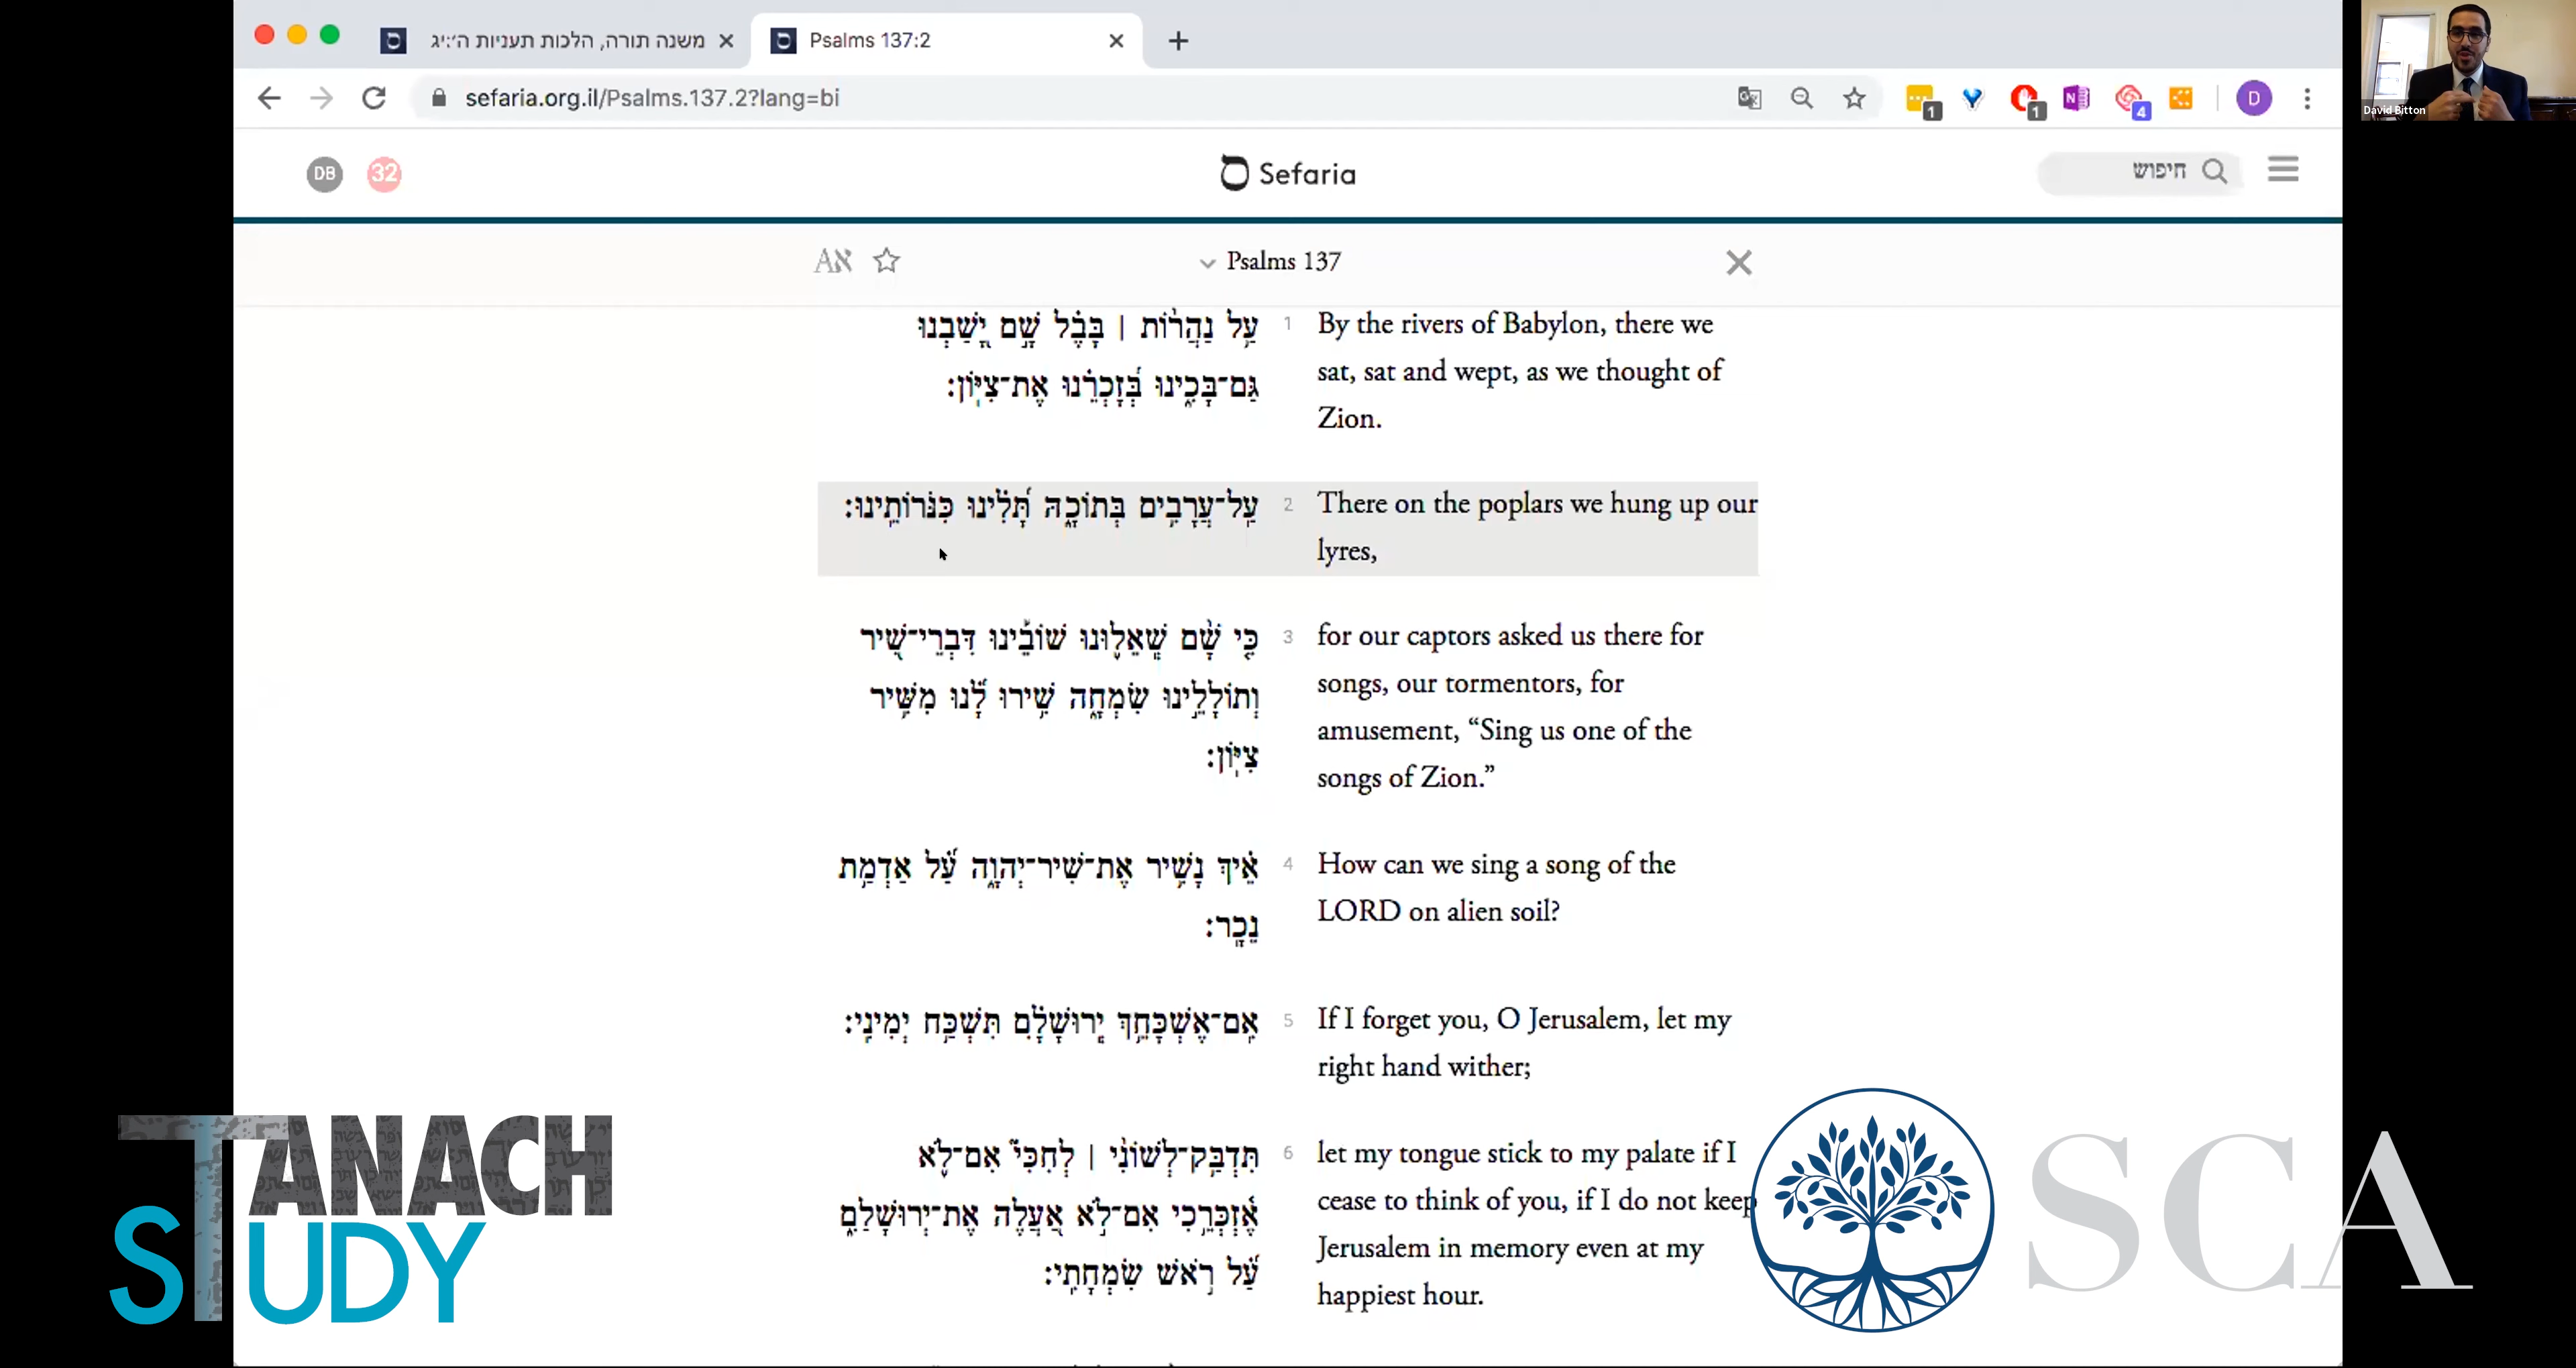 משנה תורה, הלכות תעניות ה׳:יג
Psalms 137:2
David Bitton
sefaria.org.il/Psalms.137.2?lang=bi
1
1
N
4
D
DB
32
Sefaria
חיפוש
Psalms 137
עַ֥ל נַהֲר֨וֹת ׀ בָּבֶ֗ל שָׁ֣ם יָ֭שַׁבְנוּ
גַּם־בָּכִ֑ינוּ בְּ֝זָכְרֵ֗נוּ אֶת־צִיּֽוֹן׃
1
By the rivers of Babylon, there we
sat, sat and wept, as we thought of
Zion.
עַֽל־עֲרָבִ֥ים בְּתוֹכָ֑הּ תָּ֝לִ֗ינוּ כִּנֹּרוֹתֵֽינוּ׃
2
There on the poplars we hung up our
lyres,
כִּ֤י שָׁ֨ם שְֽׁאֵל֪וּנוּ שׁוֹבֵ֡ינוּ דִּבְרֵי־שִׁ֭יר
וְתוֹלָלֵ֣ינוּ שִׂמְחָ֑ה שִׁ֥ירוּ לָ֝֗נוּ מִשִּׁ֥יר
צִיּֽוֹן׃
3
for our captors asked us there for
songs, our tormentors, for
amusement, “Sing us one of the
songs of Zion.”
אֵ֗יךְ נָשִׁ֥יר אֶת־שִׁיר־יְהוָ֑ה עַ֝֗ל אַדְמַ֥ת
נֵכָֽר׃
4
How can we sing a song of the
LORD on alien soil?
אִֽם־אֶשְׁכָּחֵ֥ךְ יְֽרוּשָׁלִָ֗ם תִּשְׁכַּ֥ח יְמִינִֽי׃
5
If I forget you, O Jerusalem, let my
right hand wither;
תִּדְבַּ֥ק־לְשׁוֹנִ֨י ׀ לְחִכִּי֮ אִם־לֹ֪א
אֶ֫זְכְּרֵ֥כִי אִם־לֹ֣א אַ֭עֲלֶה אֶת־יְרוּשָׁלִַ֑ם
עַ֝֗ל רֹ֣אשׁ שִׂמְחָתִֽי׃
6
let my tongue stick to my palate if I
cease to think of you, if I do not keep
Jerusalem in memory even at my
happiest hour.
TANACH
STUDY
SCA